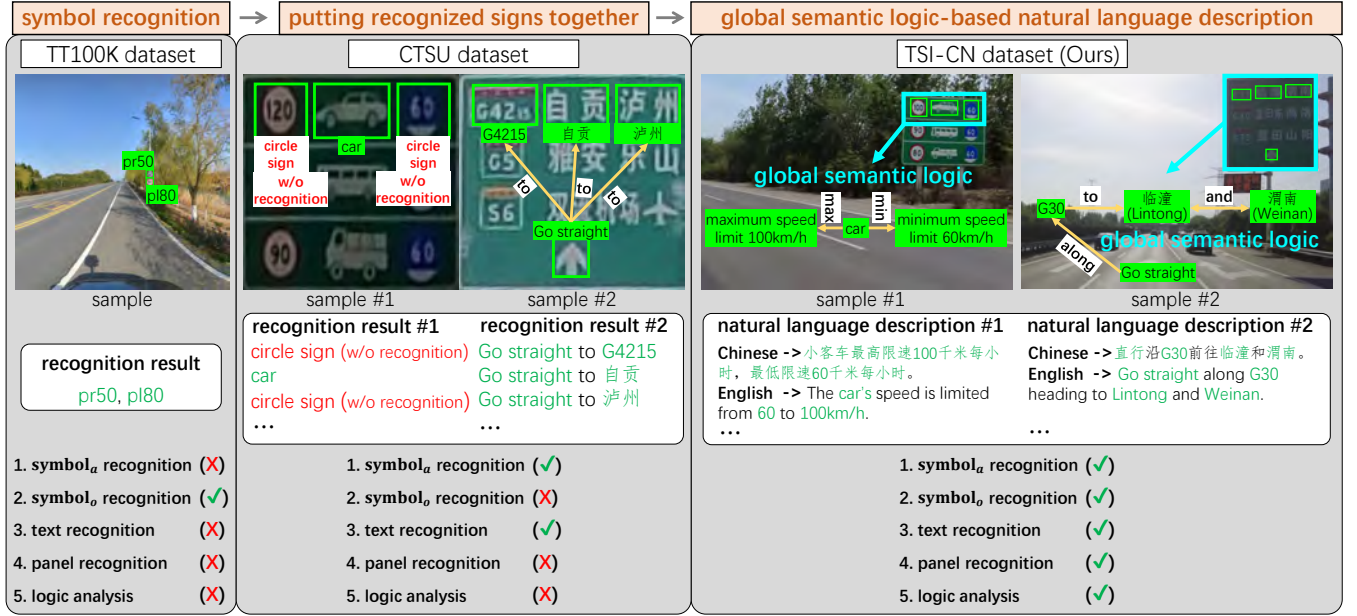 symbol recognition
putting recognized signs together
global semantic logic-based natural language description
TT100K dataset
pr50
pl80
sample
recognition result
pr50, pl80
1. symbolₐ recognition (X)
2. symbolₒ recognition (✓)
3. text recognition (X)
4. panel recognition (X)
5. logic analysis (X)
CTSU dataset
120
60
circle
sign
w/o
recognition
car
circle
sign
w/o
recognition
90
60
sample #1
G4215
自贡
泸州
G4215
自贡
泸州
G5
雅安
乐山
to
to
to
S6
Go straight
sample #2
recognition result #1
circle sign (w/o recognition)
car
circle sign (w/o recognition)
...
recognition result #2
Go straight to G4215
Go straight to 自贡
Go straight to 泸州
...
1. symbolₐ recognition (✓)
2. symbolₒ recognition (X)
3. text recognition (✓)
4. panel recognition (X)
5. logic analysis (X)
TSI-CN dataset (Ours)
100
60
80
60
80
60
global semantic logic
maximum speed
limit 100km/h
max
car
min
minimum speed
limit 60km/h
sample #1
G30
to
临潼
(Lintong)
and
渭南
(Weinan)
global semantic logic
along
Go straight
sample #2
natural language description #1
Chinese -> 小客车最高限速100千米每小
时，最低限速60千米每小时。
English -> The car's speed is limited
from 60 to 100km/h.
...
natural language description #2
Chinese -> 直行沿G30前往临潼和渭南。
English -> Go straight along G30
heading to Lintong and Weinan.
...
1. symbolₐ recognition (✓)
2. symbolₒ recognition (✓)
3. text recognition (✓)
4. panel recognition (✓)
5. logic analysis (✓)